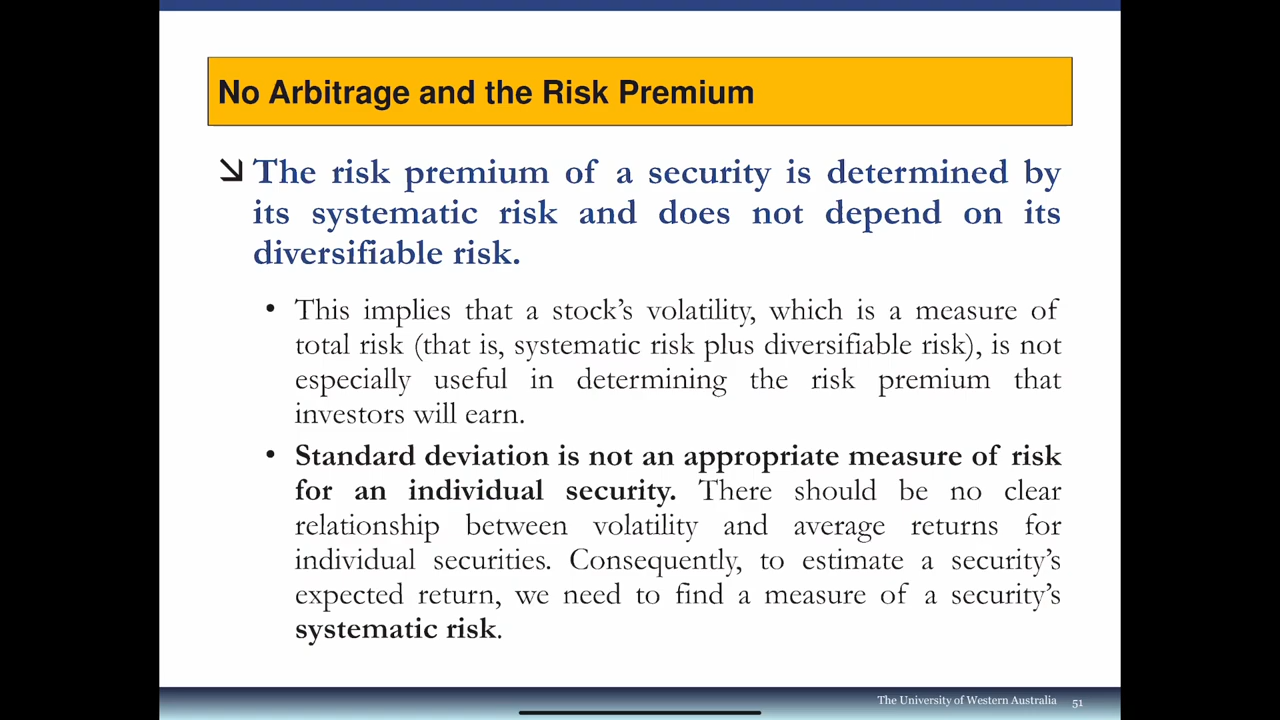 No Arbitrage and the Risk Premium
The risk premium of a security is determined by
its systematic risk and does not depend on its
diversifiable risk.
• This implies that a stock’s volatility, which is a measure of
total risk (that is, systematic risk plus diversifiable risk), is not
especially useful in determining the risk premium that
investors will earn.
• Standard deviation is not an appropriate measure of risk
for an individual security. There should be no clear
relationship between volatility and average returns for
individual securities. Consequently, to estimate a security’s
expected return, we need to find a measure of a security’s
systematic risk.
The University of Western Australia 51